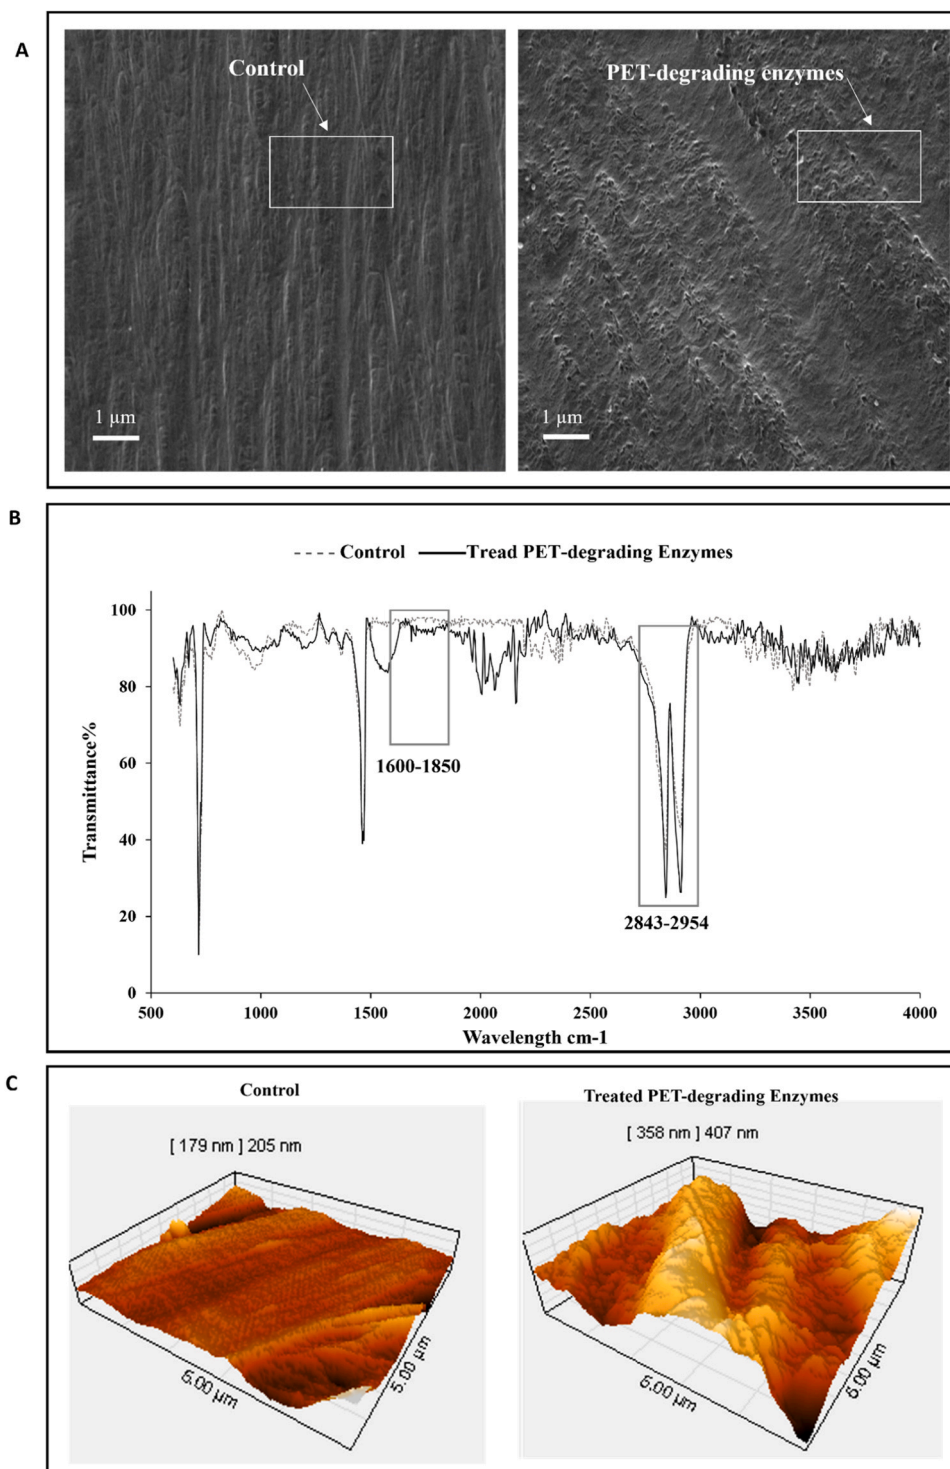 A
Control
PET-degrading enzymes
1 µm
1 µm
B
Control
Tread PET-degrading Enzymes
100
80
60
40
20
0
Transmittance%
1600-1850
2843-2954
500
1000
1500
2000
2500
3000
3500
4000
Wavelength cm-1
C
Control
Treated PET-degrading Enzymes
[ 179 nm ] 205 nm
[ 358 nm ] 407 nm
5.00 µm
5.00 µm
5.00 µm
5.00 µm